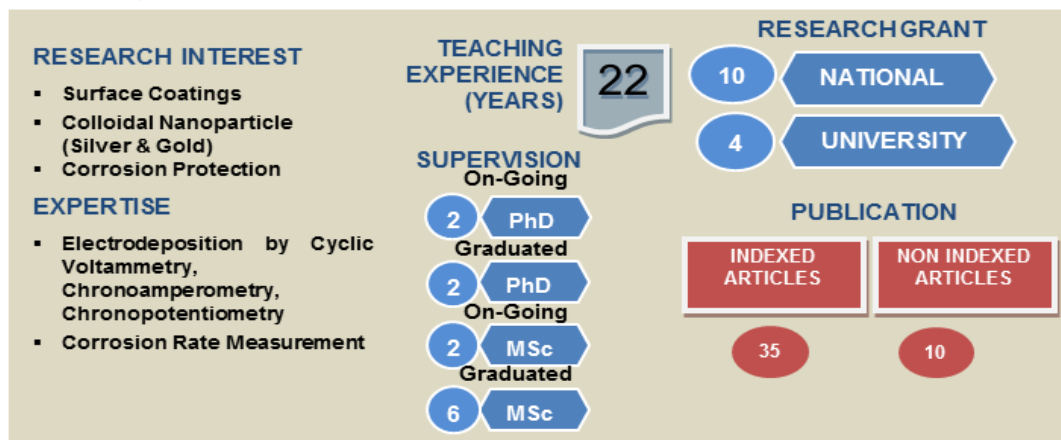 RESEARCH INTEREST
▪ Surface Coatings
▪ Colloidal Nanoparticle
(Silver & Gold)
▪ Corrosion Protection
EXPERTISE
▪ Electrodeposition by Cyclic
Voltammetry,
Chronoamperometry,
Chronopotentiometry
▪ Corrosion Rate Measurement
TEACHING
EXPERIENCE
(YEARS)
22
SUPERVISION
On-Going
2 PhD
Graduated
2 PhD
On-Going
2 MSc
Graduated
6 MSc
RESEARCH GRANT
10 NATIONAL
4 UNIVERSITY
PUBLICATION
INDEXED
ARTICLES
35
NON INDEXED
ARTICLES
10